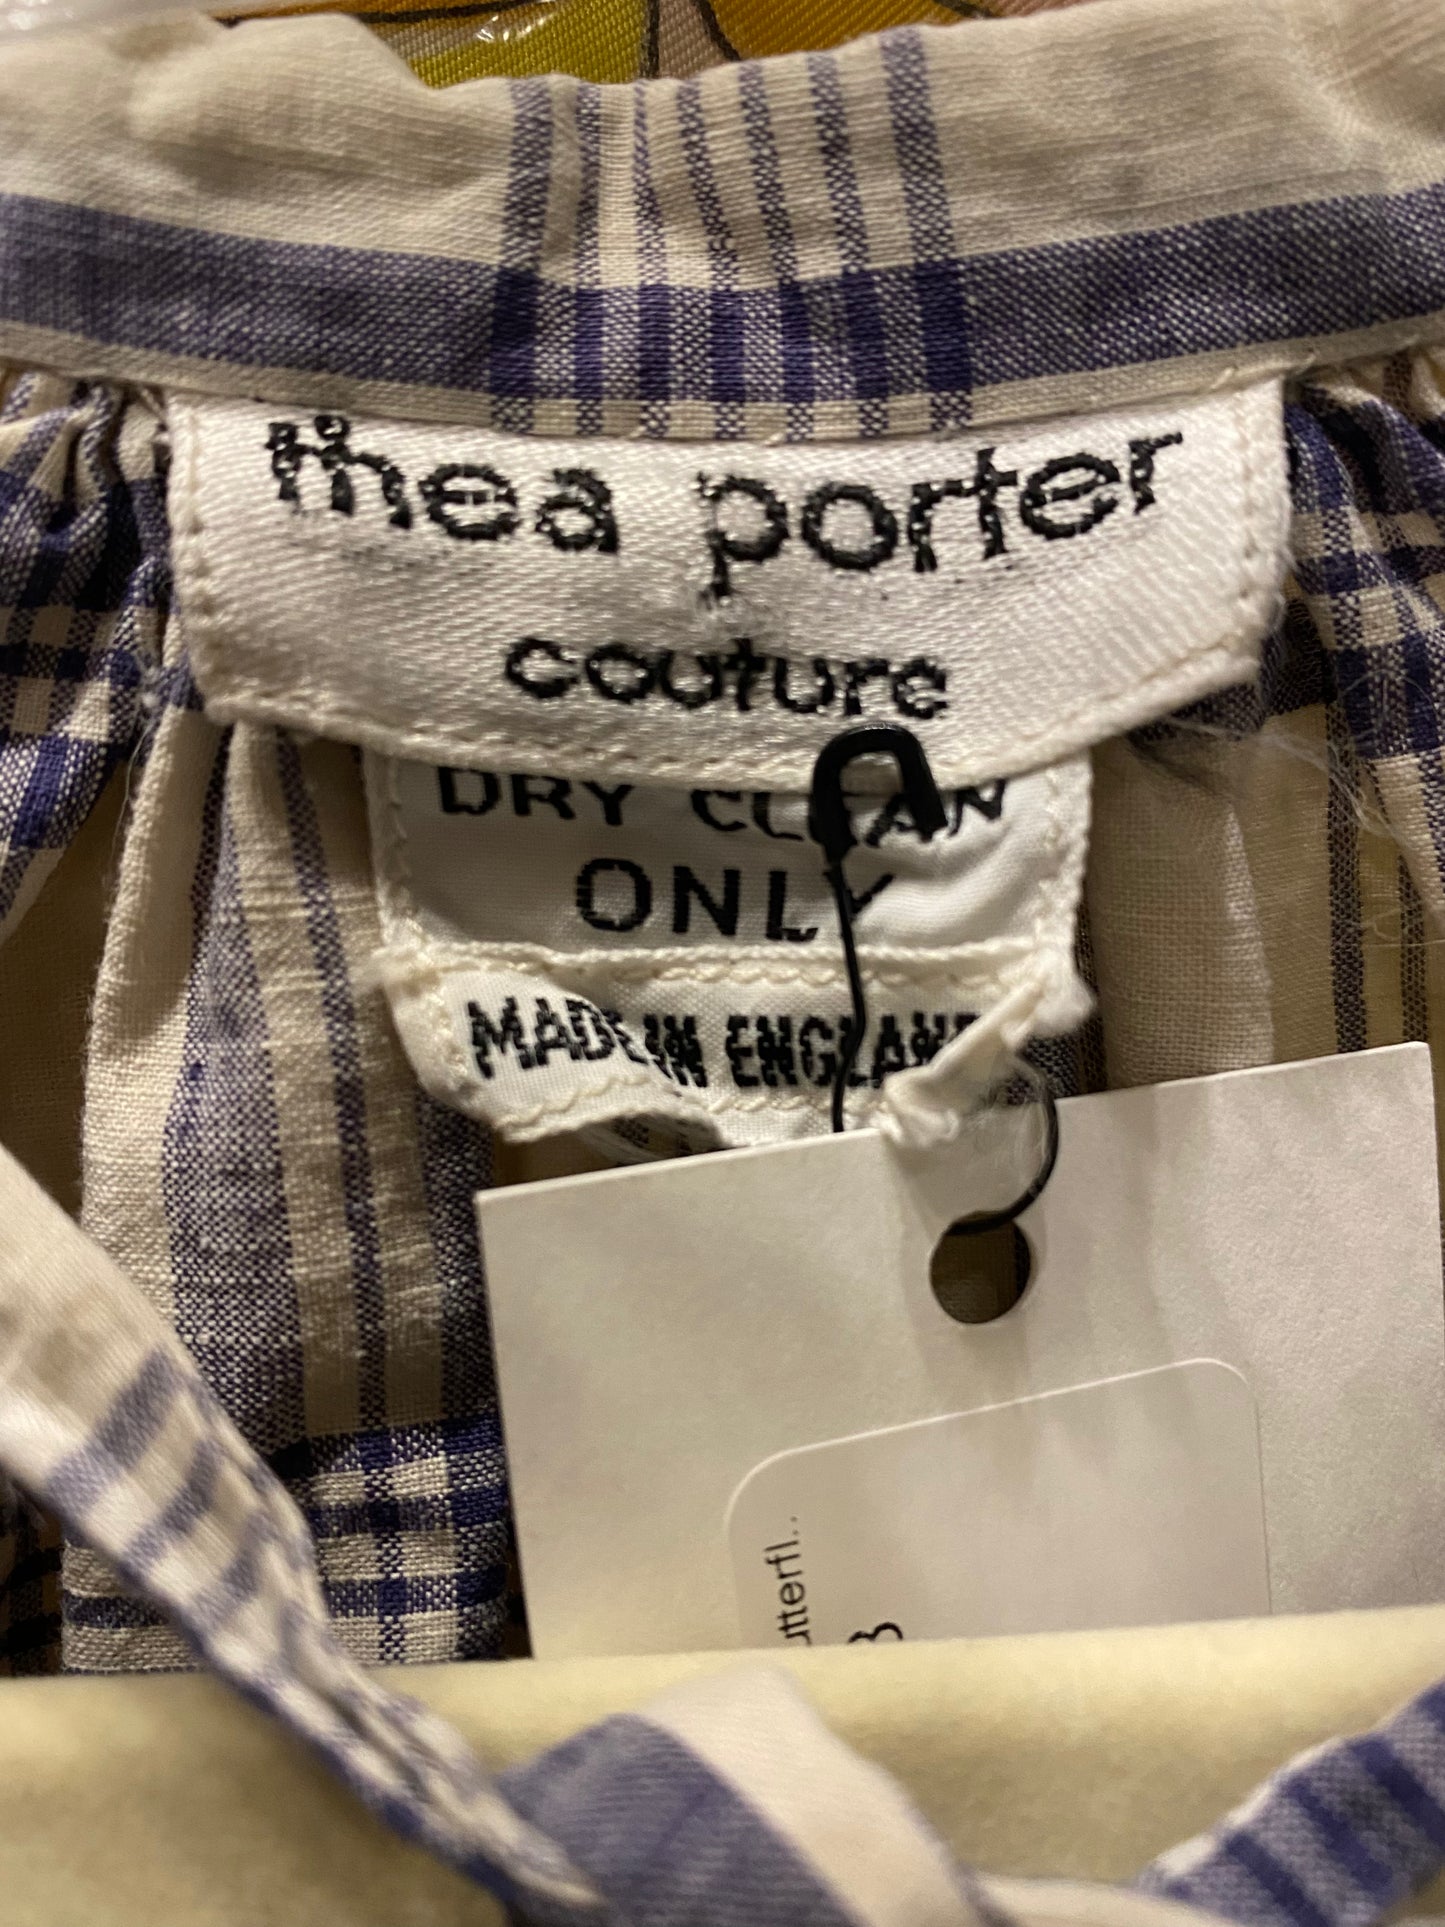 thea porter
couture
DRY CLEAN
ONLY
MADE IN ENGLAND